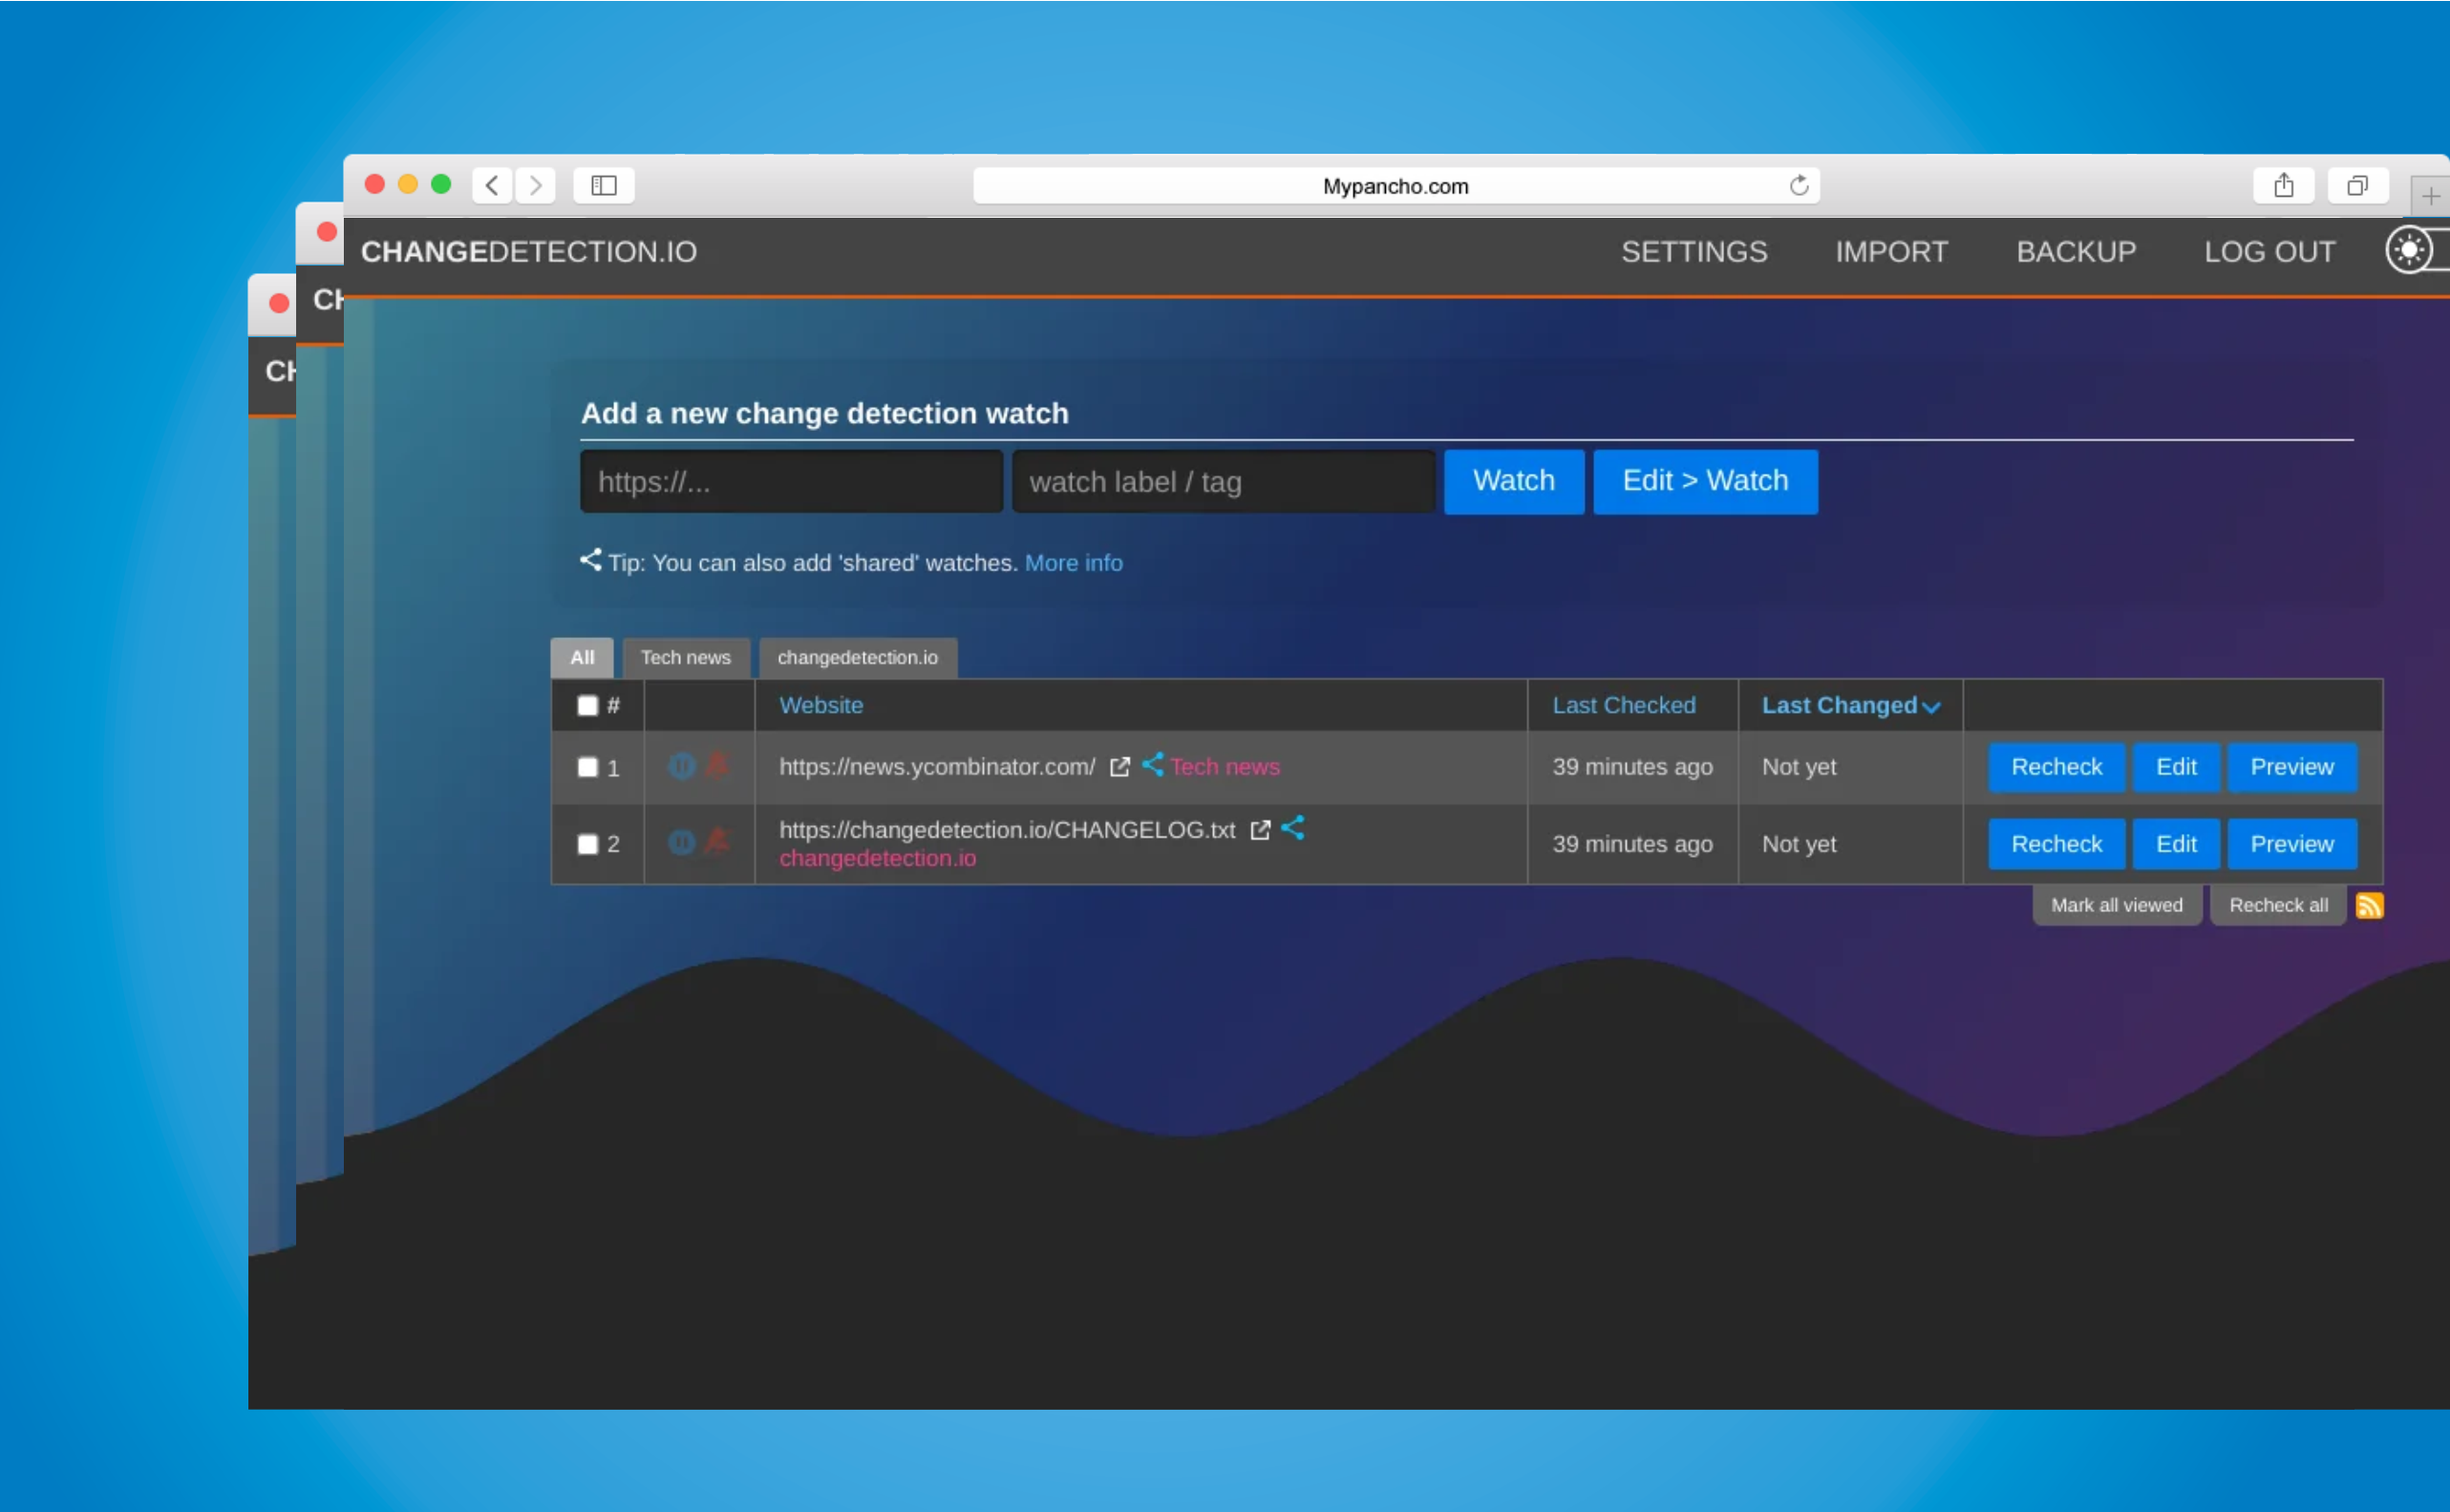 Mypancho.com
CHANGEDETECTION.IO SETTINGS IMPORT BACKUP LOG OUT
CH
CH
Add a new change detection watch
https://... watch label / tag Watch Edit > Watch
Tip: You can also add 'shared' watches. More info
All Tech news changedetection.io
# Website Last Checked Last Changed
1 https://news.ycombinator.com/ Tech news 39 minutes ago Not yet Recheck Edit Preview
2 https://changedetection.io/CHANGELOG.txt
changedetection.io 39 minutes ago Not yet Recheck Edit Preview
Mark all viewed Recheck all